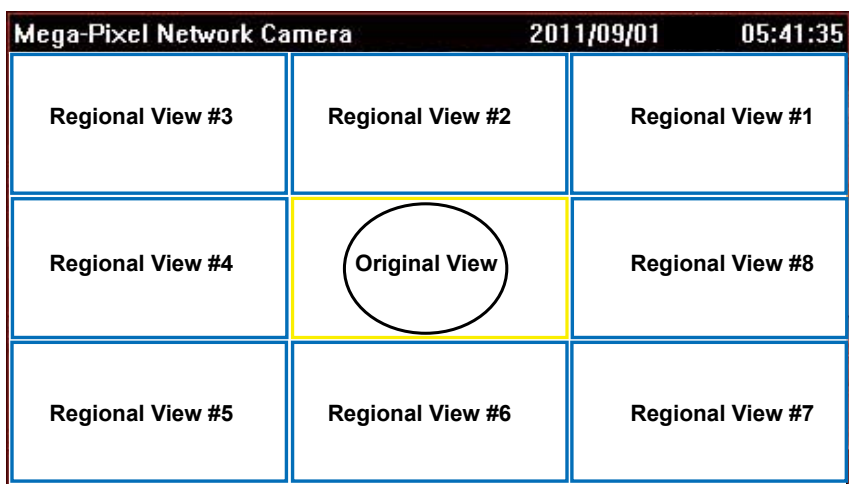 Mega-Pixel Network Camera 2011/09/01 05:41:35
Regional View #3 Regional View #2 Regional View #1
Regional View #4 Original View Regional View #8
Regional View #5 Regional View #6 Regional View #7